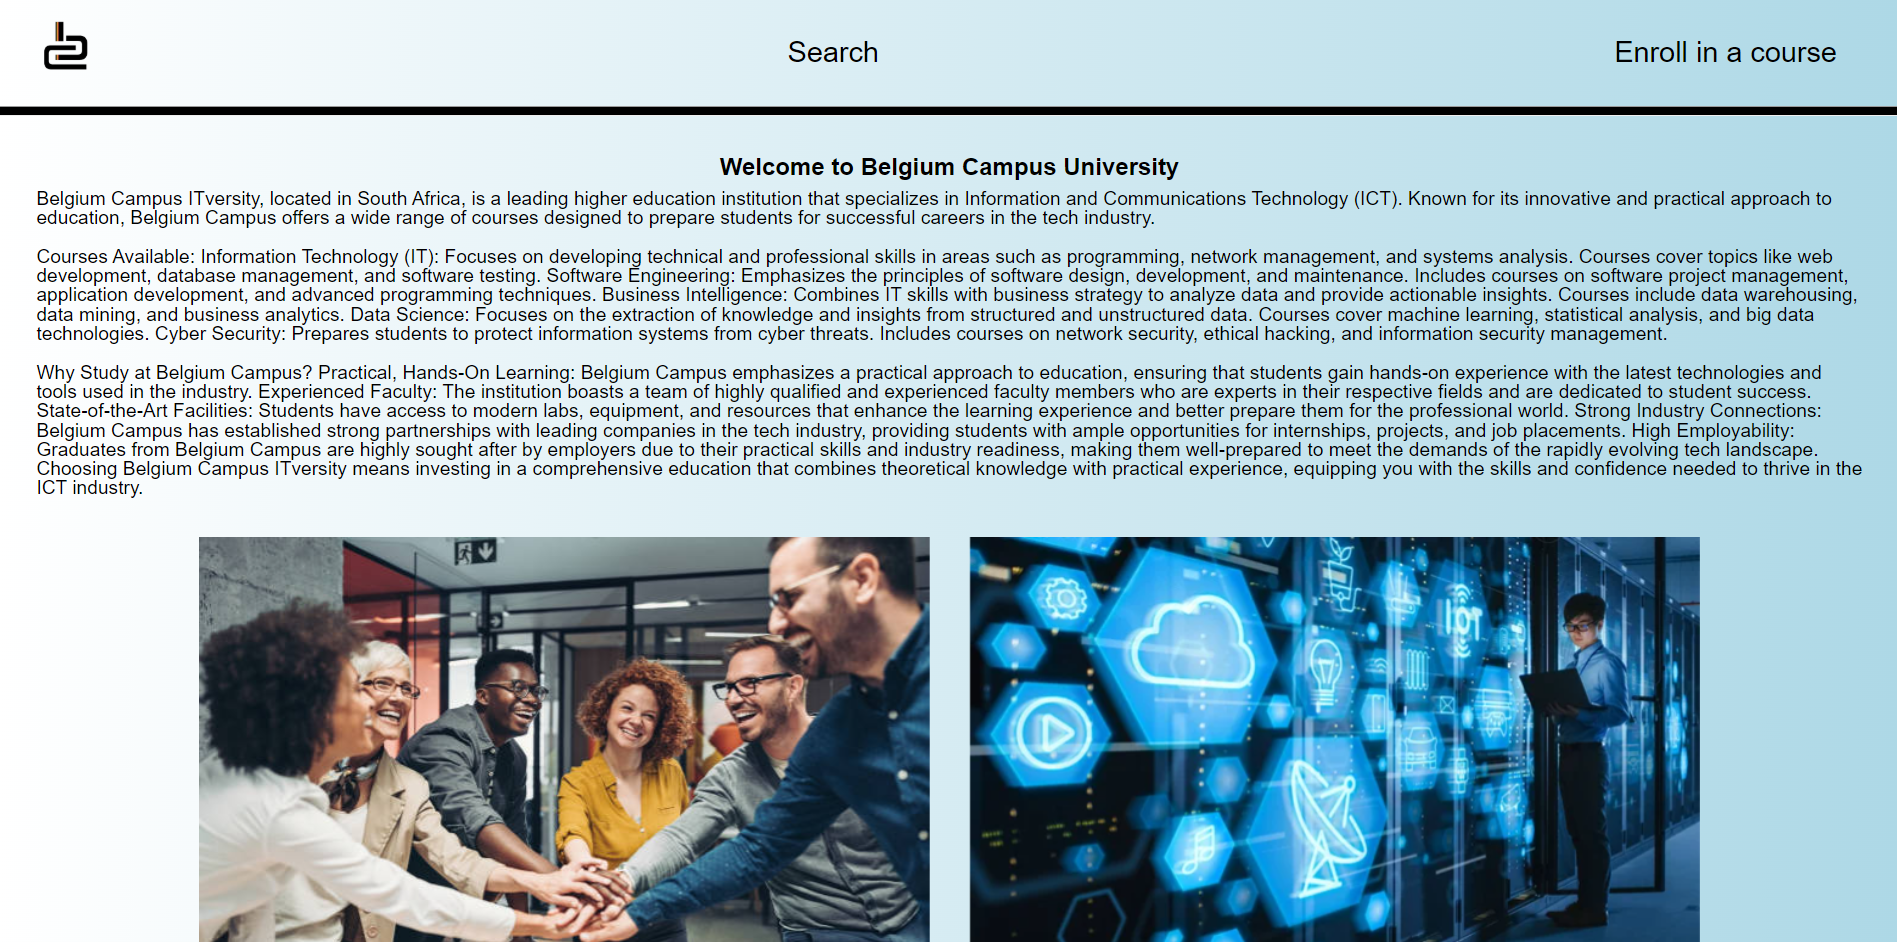 Search
Enroll in a course
Welcome to Belgium Campus University
Belgium Campus ITversity, located in South Africa, is a leading higher education institution that specializes in Information and Communications Technology (ICT). Known for its innovative and practical approach to
education, Belgium Campus offers a wide range of courses designed to prepare students for successful careers in the tech industry.
Courses Available: Information Technology (IT): Focuses on developing technical and professional skills in areas such as programming, network management, and systems analysis. Courses cover topics like web
development, database management, and software testing. Software Engineering: Emphasizes the principles of software design, development, and maintenance. Includes courses on software project management,
application development, and advanced programming techniques. Business Intelligence: Combines IT skills with business strategy to analyze data and provide actionable insights. Courses include data warehousing,
data mining, and business analytics. Data Science: Focuses on the extraction of knowledge and insights from structured and unstructured data. Courses cover machine learning, statistical analysis, and big data
technologies. Cyber Security: Prepares students to protect information systems from cyber threats. Includes courses on network security, ethical hacking, and information security management.
Why Study at Belgium Campus? Practical, Hands-On Learning: Belgium Campus emphasizes a practical approach to education, ensuring that students gain hands-on experience with the latest technologies and
tools used in the industry. Experienced Faculty: The institution boasts a team of highly qualified and experienced faculty members who are experts in their respective fields and are dedicated to student success.
State-of-the-Art Facilities: Students have access to modern labs, equipment, and resources that enhance the learning experience and better prepare them for the professional world. Strong Industry Connections:
Belgium Campus has established strong partnerships with leading companies in the tech industry, providing students with ample opportunities for internships, projects, and job placements. High Employability:
Graduates from Belgium Campus are highly sought after by employers due to their practical skills and industry readiness, making them well-prepared to meet the demands of the rapidly evolving tech landscape.
Choosing Belgium Campus ITversity means investing in a comprehensive education that combines theoretical knowledge with practical experience, equipping you with the skills and confidence needed to thrive in the
ICT industry.
IOT